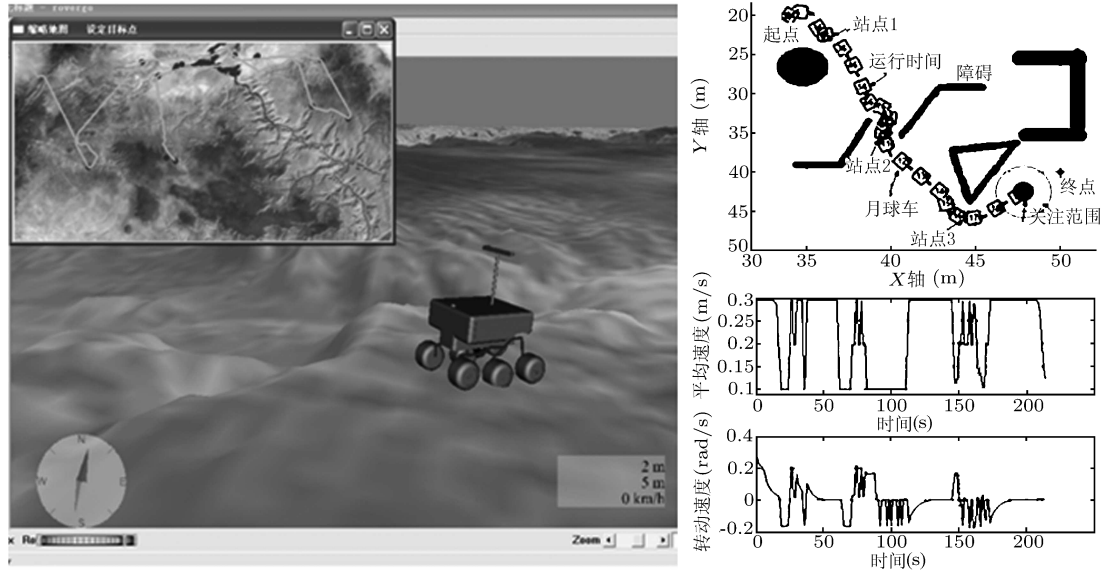 rovergo
缩略地图 设定目标点
N
W
E
S
2 m
5 m
0 km/h
Zoom
20
25
30
35
40
45
50
Y 轴 (m)
起点
站点1
运行时间
障碍
站点2
月球车
站点3
终点
关注范围
30
35
40
45
50
X 轴 (m)
平均速度(m/s)
0.3
0.25
0.2
0.15
0.1
0
50
100
150
200
时间(s)
转动速度(rad/s)
0.4
0.2
0
-0.2
0
50
100
150
200
时间(s)